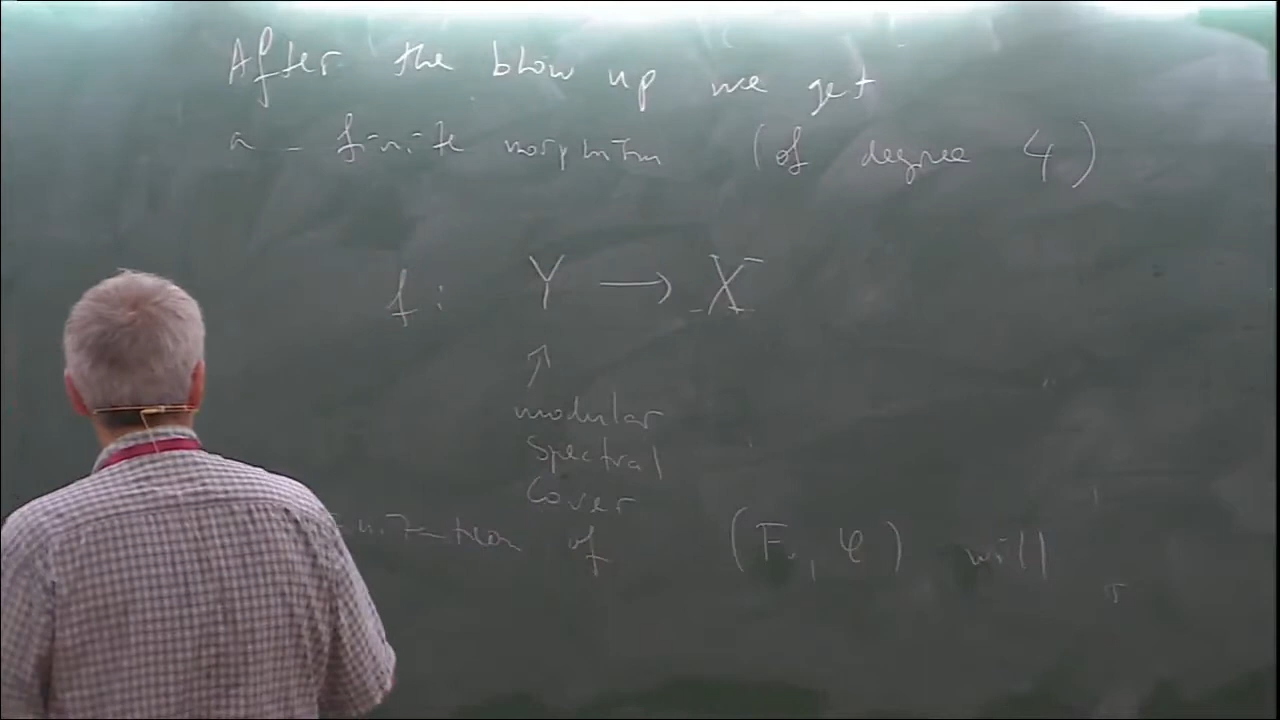 After the blow up we get
a finite morphism (of degree 4)
f : Y → X
↑
modular
spectral
cover
of (F., φ) will